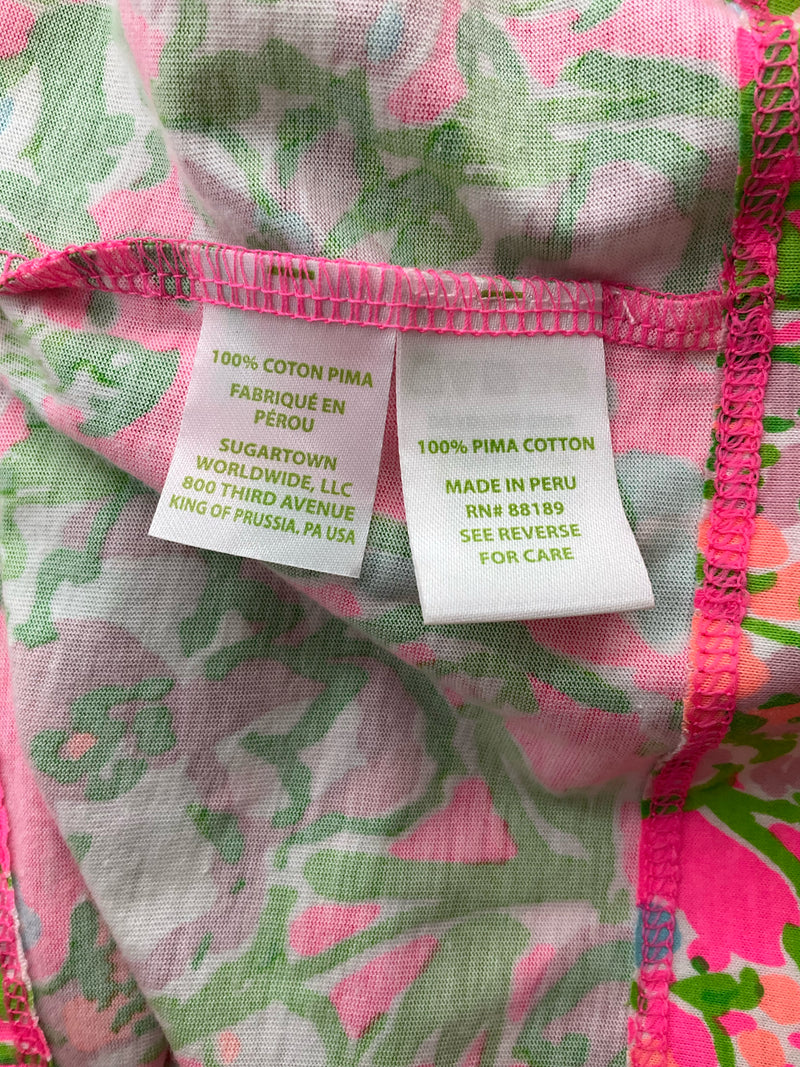 100% COTON PIMA
FABRIQUÉ EN
PÉROU
SUGARTOWN
WORLDWIDE, LLC
800 THIRD AVENUE
KING OF PRUSSIA, PA USA
100% PIMA COTTON
MADE IN PERU
RN# 88189
SEE REVERSE
FOR CARE